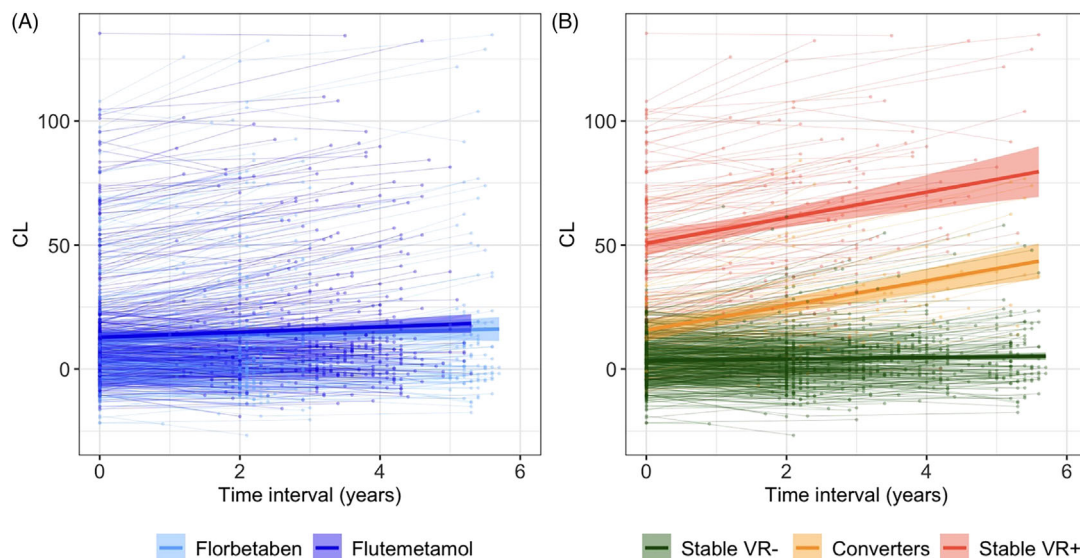 (A)
CL
100
50
0
0 2 4 6
Time interval (years)
Florbetaben Flutemetamol
(B)
CL
100
50
0
0 2 4 6
Time interval (years)
Stable VR- Converters Stable VR+